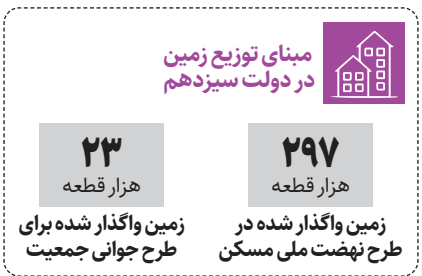 مبنای توزیع زمین
در دولت سیزدهم
۲۹۷
هزار قطعه
زمین واگذار شده در
طرح نهضت ملی مسکن
۲۳
هزار قطعه
زمین واگذار شده برای
طرح جوانی جمعیت